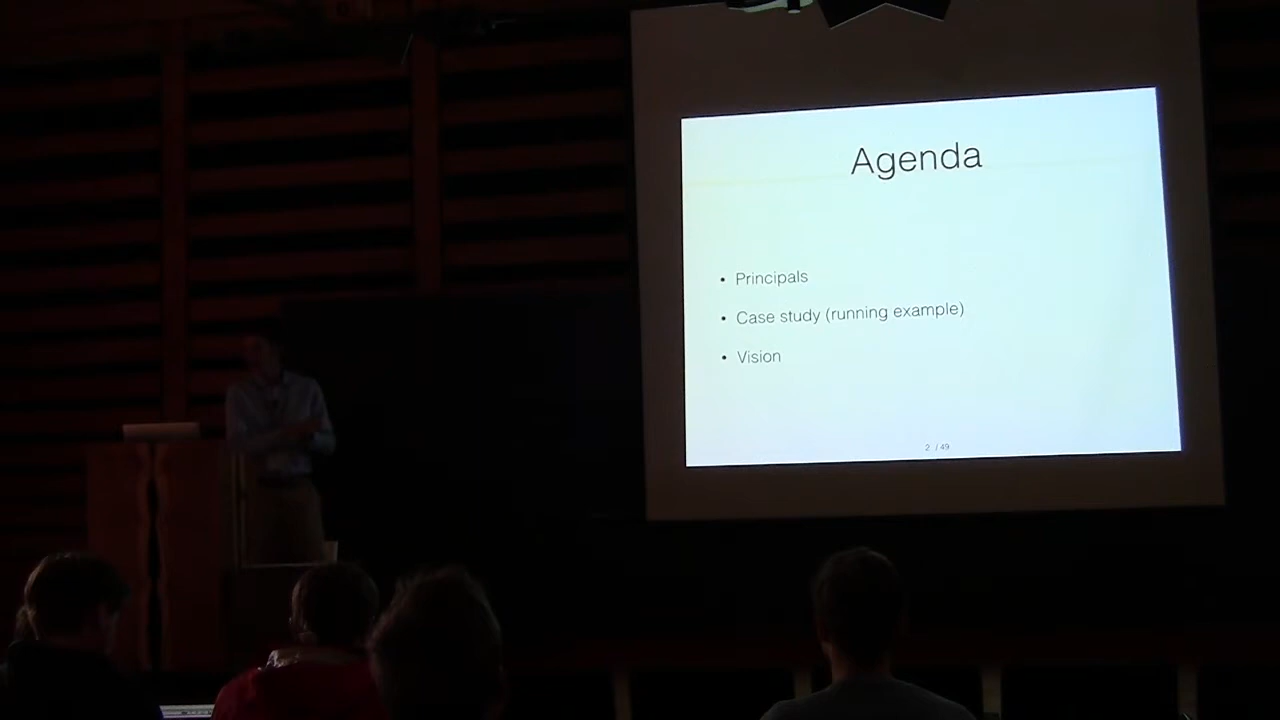 Agenda
• Principals
• Case study (running example)
• Vision
2 / 49